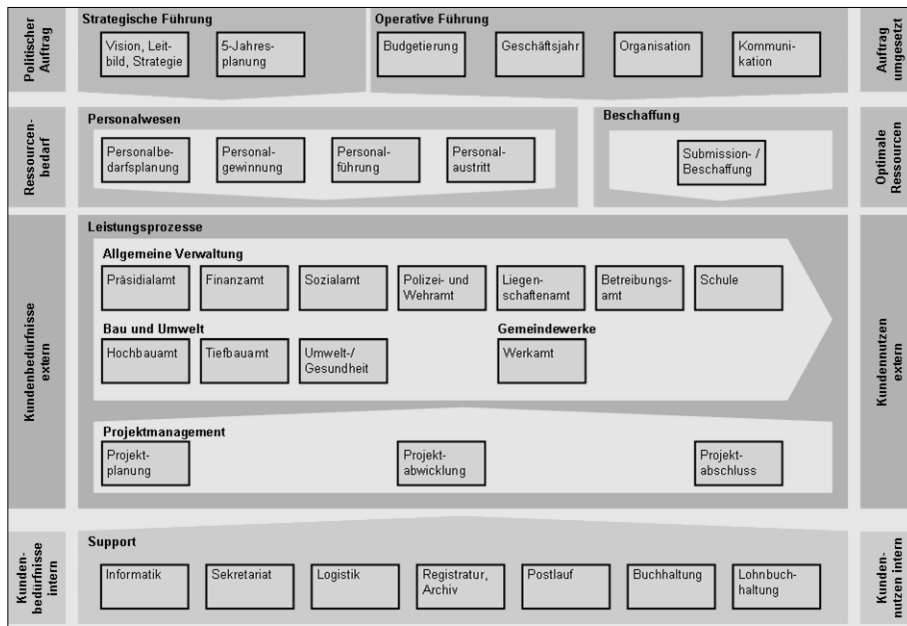 Politischer
Auftrag
Strategische Führung
Vision, Leit-
bild, Strategie
5-Jahres-
planung
Operative Führung
Budgetierung
Geschäftsjahr
Organisation
Kommuni-
kation
Auftrag
umgesetzt
Ressourcen-
bedarf
Personalwesen
Personalbe-
darfsplanung
Personal-
gewinnung
Personal-
führung
Personal-
austritt
Beschaffung
Submission- /
Beschaffung
Optimale
Ressourcen
Kundenbedürfnisse
extern
Leistungsprozesse
Allgemeine Verwaltung
Präsidialamt
Finanzamt
Sozialamt
Polizei- und
Wehramt
Liegen-
schaftenamt
Betreibungs-
amt
Schule
Bau und Umwelt
Hochbauamt
Tiefbauamt
Umwelt-/
Gesundheit
Gemeindewerke
Werkamt
Projektmanagement
Projekt-
planung
Projekt-
abwicklung
Projekt-
abschluss
Kundennutzen
extern
Kunden-
bedürfnisse
intern
Support
Informatik
Sekretariat
Logistik
Registratur,
Archiv
Postlauf
Buchhaltung
Lohnbuch-
haltung
Kunden-
nutzen intern